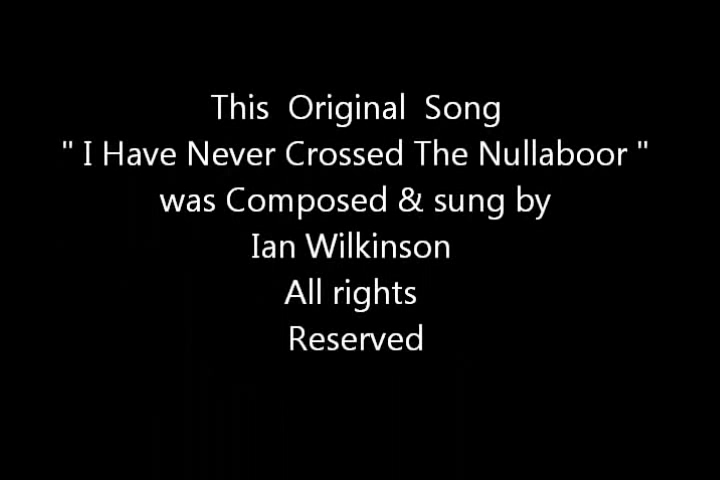 This Original Song
" I Have Never Crossed The Nullaboor "
was Composed & sung by
Ian Wilkinson
All rights
Reserved